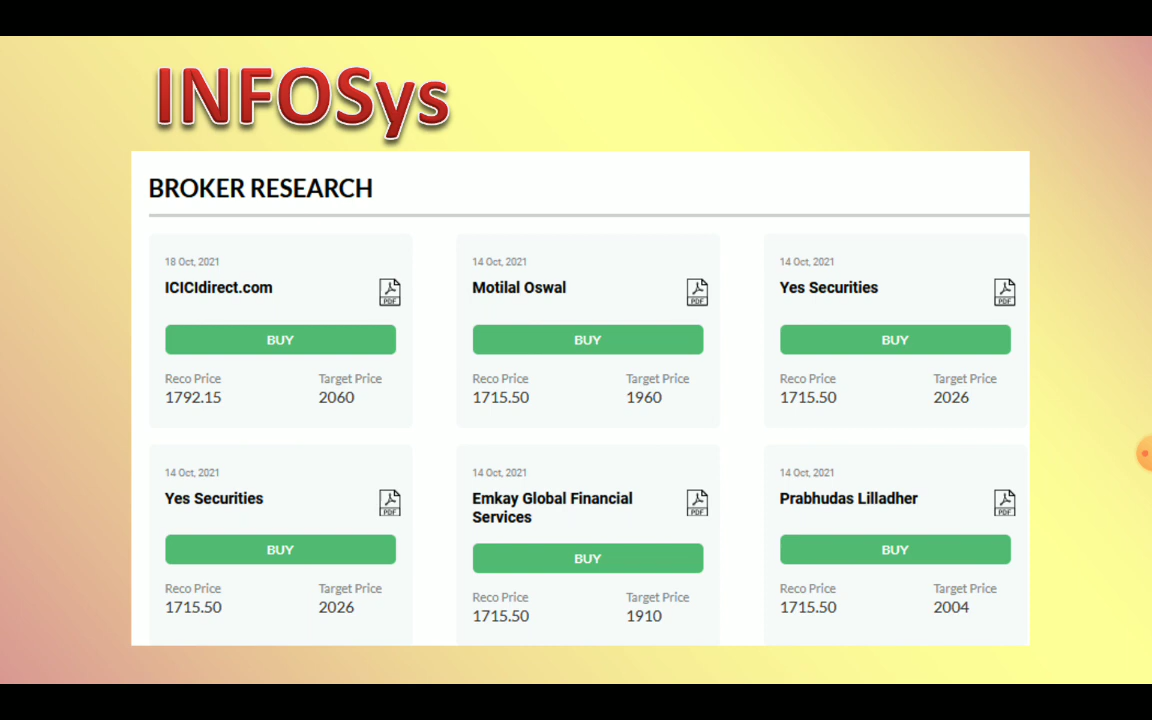 INFOSys
BROKER RESEARCH
18 Oct, 2021
ICICIdirect.com
PDF
BUY
Reco Price Target Price
1792.15 2060
14 Oct, 2021
Motilal Oswal
PDF
BUY
Reco Price Target Price
1715.50 1960
14 Oct, 2021
Yes Securities
PDF
BUY
Reco Price Target Price
1715.50 2026
14 Oct, 2021
Yes Securities
PDF
BUY
Reco Price Target Price
1715.50 2026
14 Oct, 2021
Emkay Global Financial
Services
PDF
BUY
Reco Price Target Price
1715.50 1910
14 Oct, 2021
Prabhudas Lilladher
PDF
BUY
Reco Price Target Price
1715.50 2004